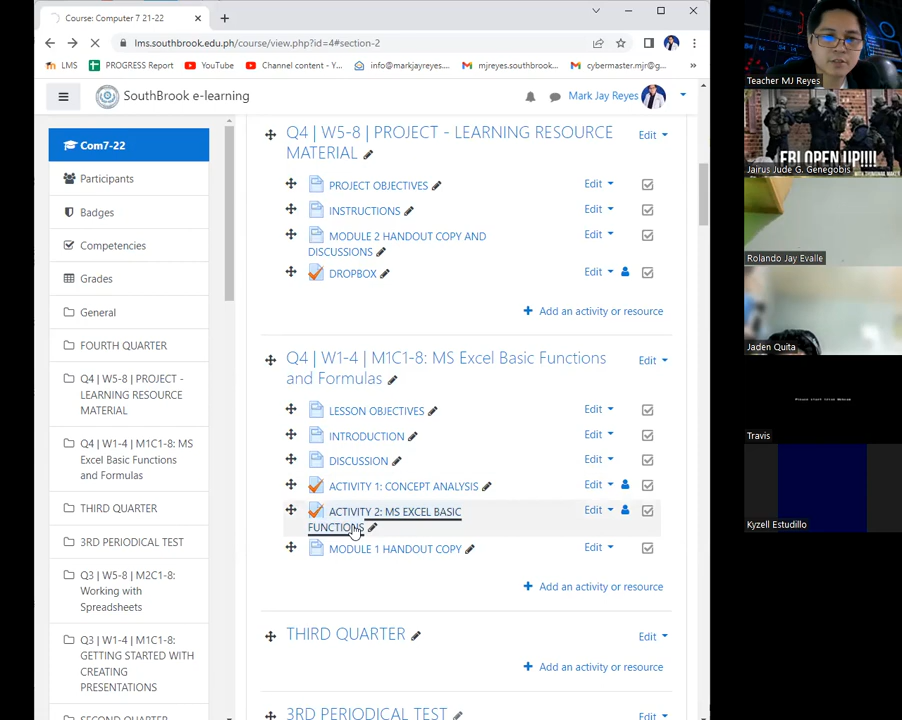 Course: Computer 7 21-22
lms.southbrook.edu.ph/course/view.php?id=4#section-2
LMS
PROGRESS Report
YouTube
Channel content - Y...
info@markjayreyes....
mjreyes.southbrook...
cybermaster.mjr@g...
»
SouthBrook e-learning
Mark Jay Reyes
Com7-22
Participants
Badges
Competencies
Grades
General
FOURTH QUARTER
Q4 | W5-8 | PROJECT -
LEARNING RESOURCE
MATERIAL
Q4 | W1-4 | M1C1-8: MS
Excel Basic Functions
and Formulas
THIRD QUARTER
3RD PERIODICAL TEST
Q3 | W5-8 | M2C1-8:
Working with
Spreadsheets
Q3 | W1-4 | M1C1-8:
GETTING STARTED WITH
CREATING
PRESENTATIONS
SECOND QUARTER
Q4 | W5-8 | PROJECT - LEARNING RESOURCE
MATERIAL
Edit
PROJECT OBJECTIVES
Edit
INSTRUCTIONS
Edit
MODULE 2 HANDOUT COPY AND
DISCUSSIONS
Edit
DROPBOX
Edit
+ Add an activity or resource
Q4 | W1-4 | M1C1-8: MS Excel Basic Functions
and Formulas
Edit
LESSON OBJECTIVES
Edit
INTRODUCTION
Edit
DISCUSSION
Edit
ACTIVITY 1: CONCEPT ANALYSIS
Edit
ACTIVITY 2: MS EXCEL BASIC
FUNCTIONS
Edit
MODULE 1 HANDOUT COPY
Edit
+ Add an activity or resource
THIRD QUARTER
Edit
+ Add an activity or resource
3RD PERIODICAL TEST
Edit
Teacher MJ Reyes
FBI OPEN UP!!!!
Jairus Jude G. Genegobis
Rolando Jay Evalle
Jaden Quita
Travis
Kyzell Estudillo